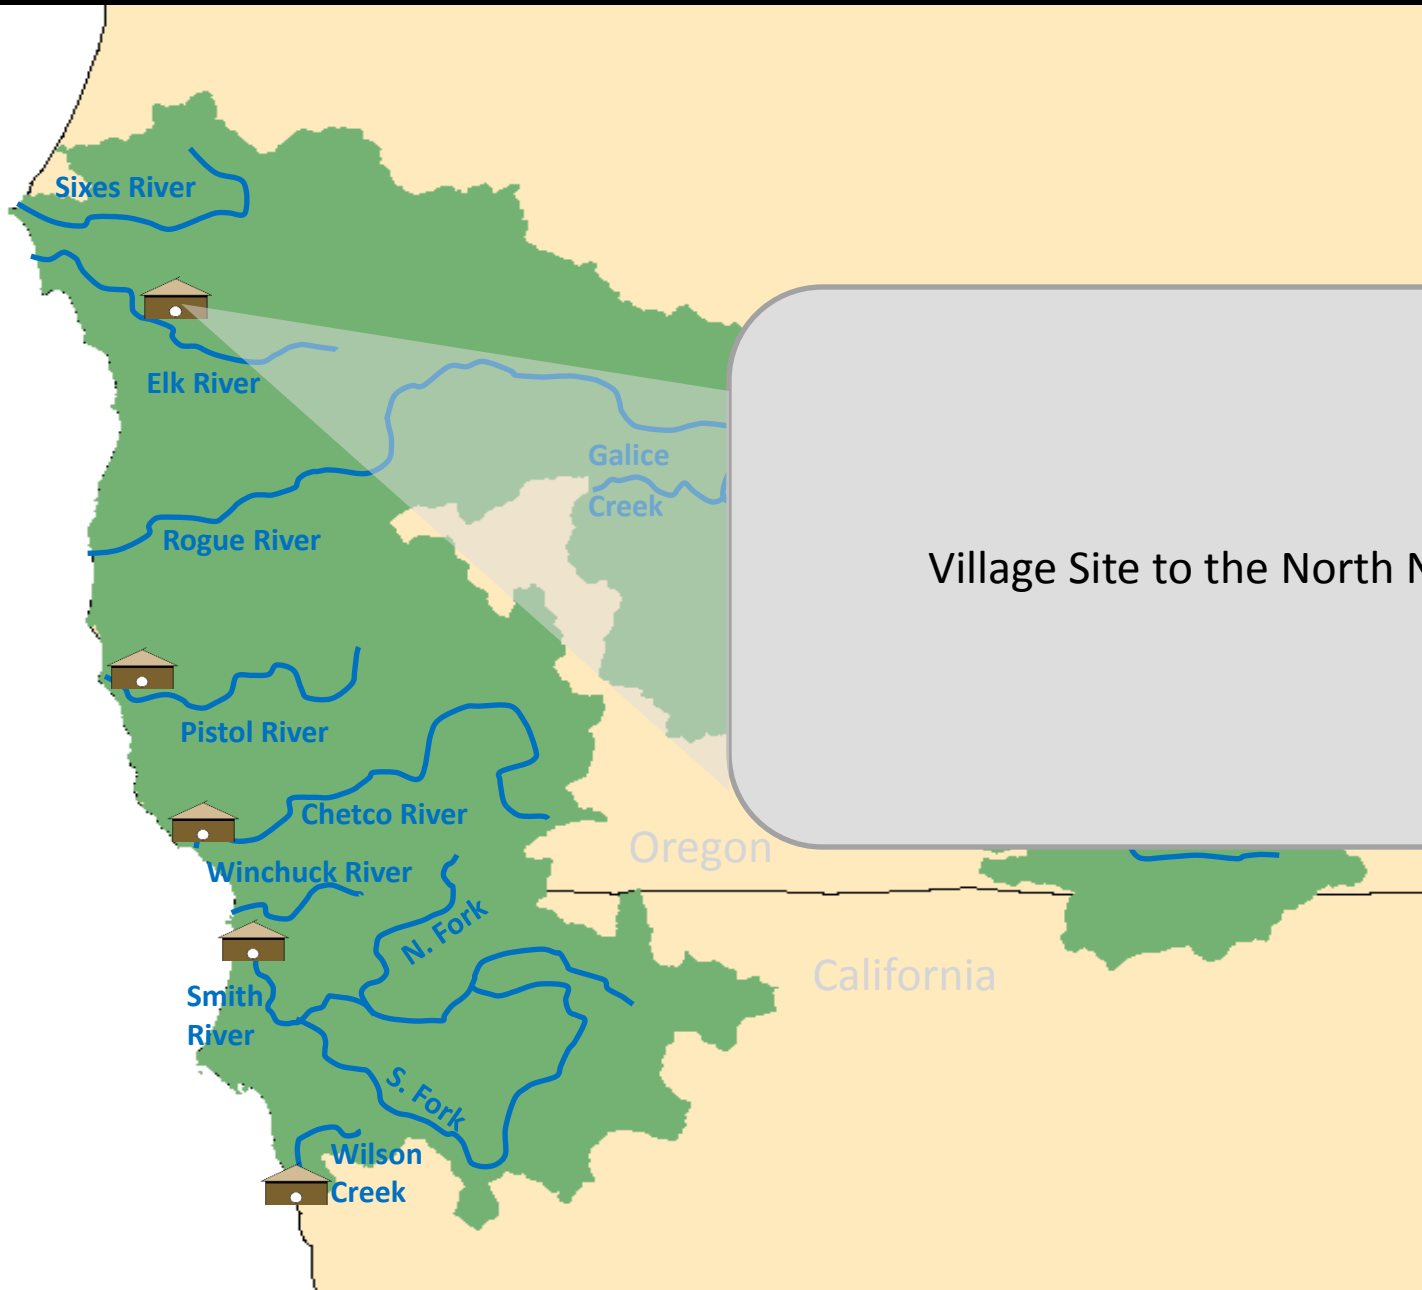 Sixes River
Elk River
Galice
Creek
Rogue River
Village Site to the North
Pistol River
Chetco River
Oregon
Winchuck River
N. Fork
California
Smith
River
S. Fork
Wilson
Creek